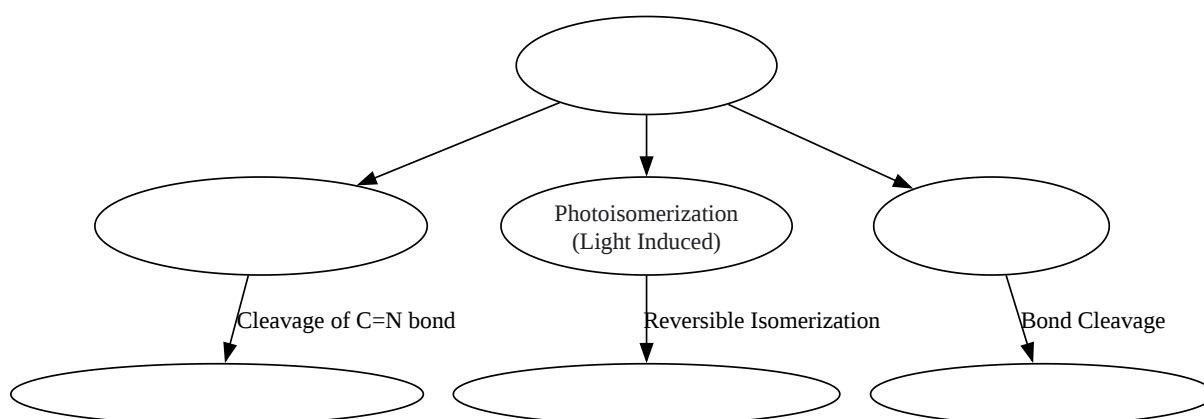 Photoisomerization
(Light Induced)
Cleavage of C=N bond
Reversible Isomerization
Bond Cleavage